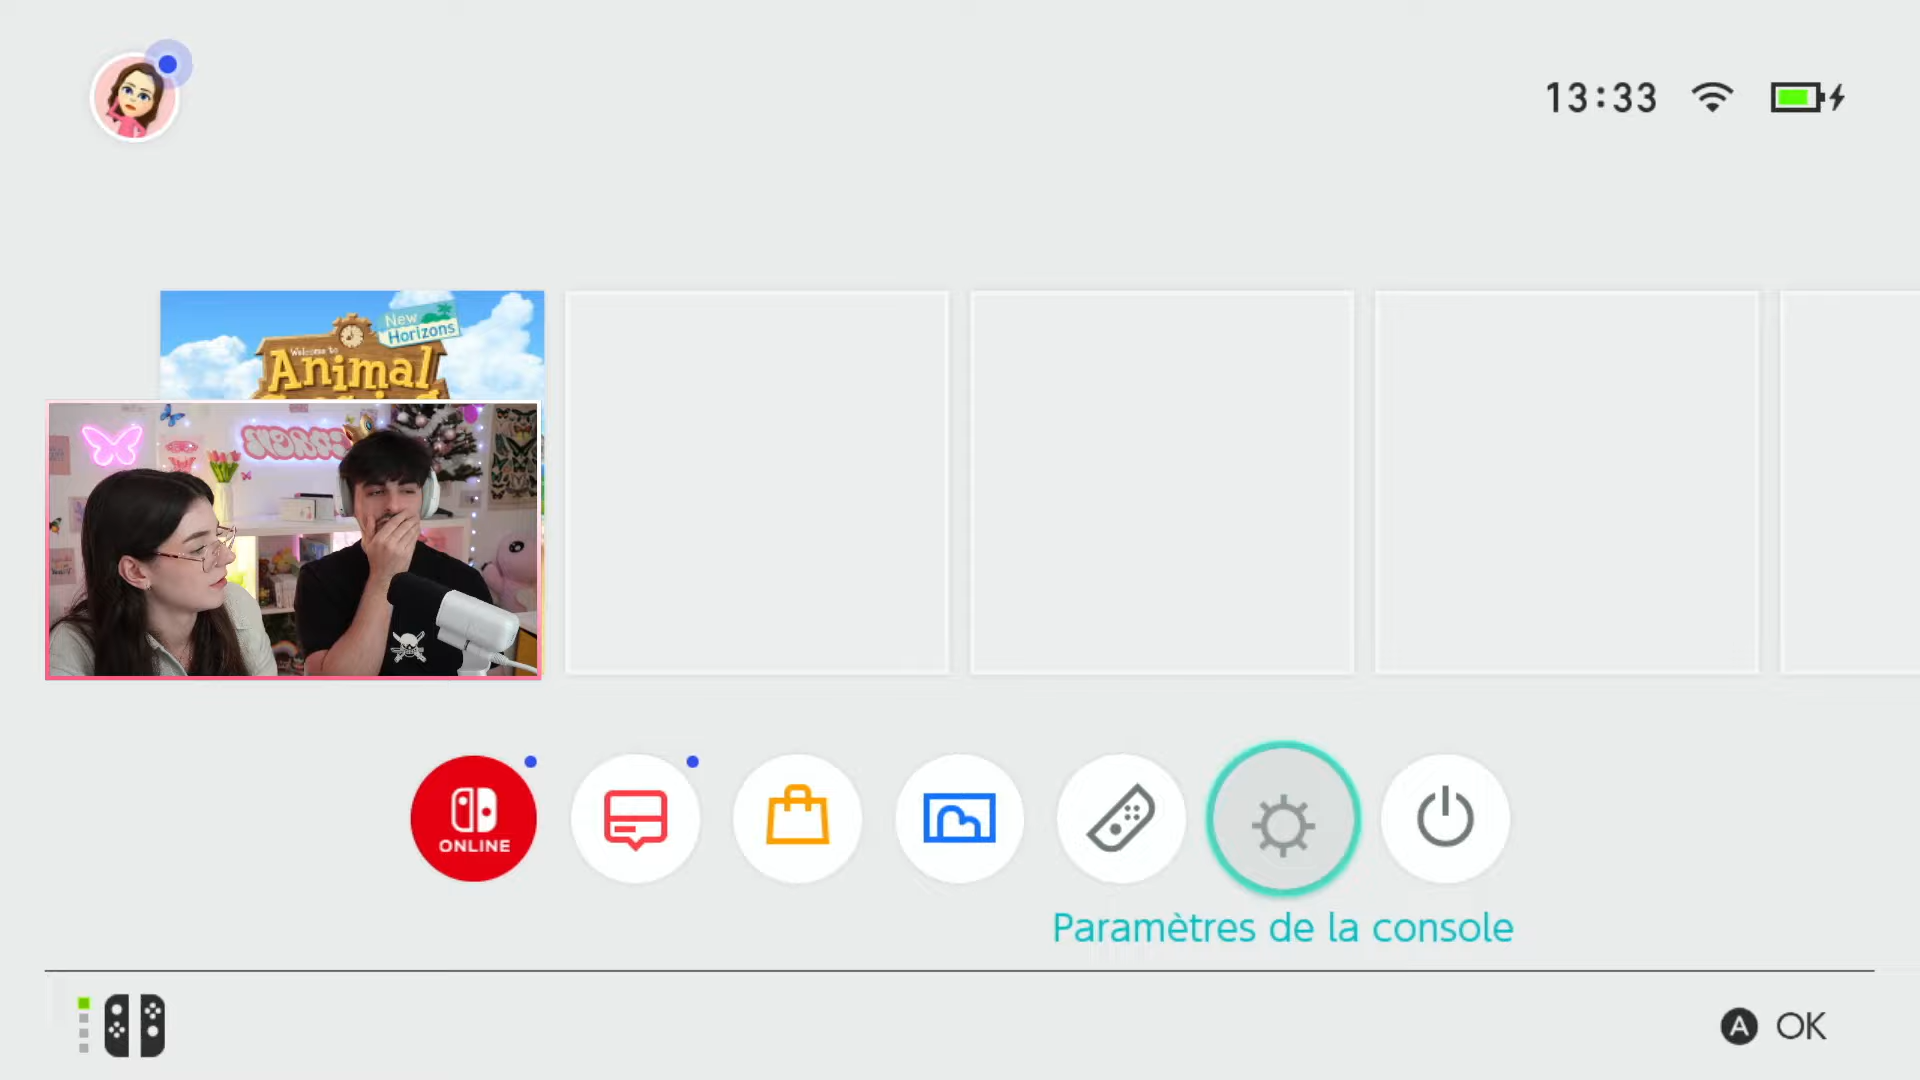 13:33
New
Horizons
Welcome to
Animal
ONLINE
Paramètres de la console
A OK